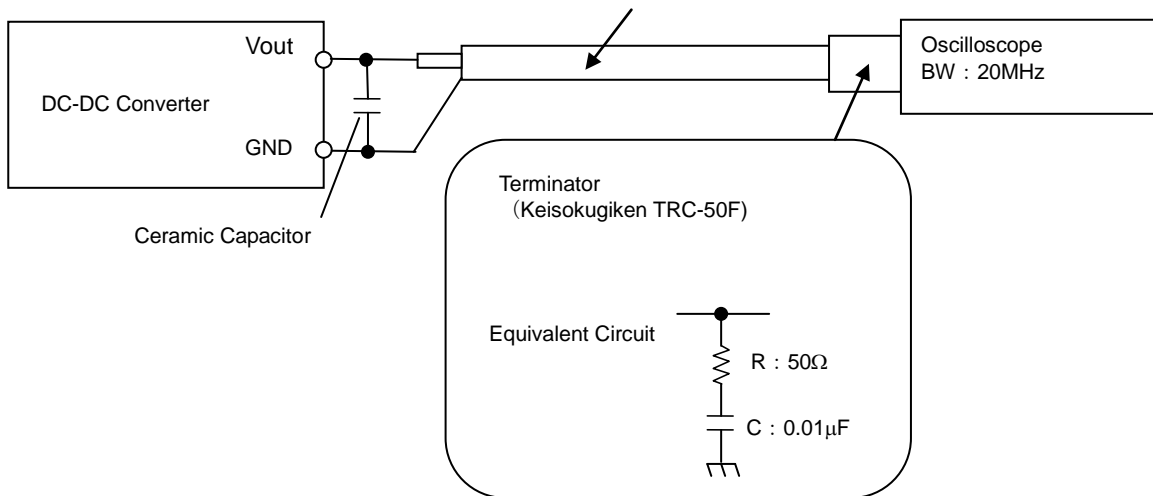 Vout
DC-DC Converter
GND
Ceramic Capacitor
Oscilloscope
BW：20MHz
Terminator
（Keisokugiken TRC-50F)
Equivalent Circuit
R：50Ω
C：0.01μF